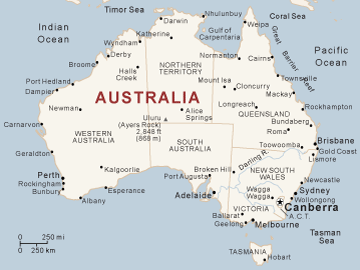 Timor Sea
Coral Sea
Indian
Ocean
Darwin
Nhulunbuy
Weipa
Katherine
Gulf of
Carpentaria
Great Barrier Reef
Pacific
Ocean
Wyndham
Derby
Broome
Halls
Creek
NORTHERN
TERRITORY
Normanton
Cairns
Port Hedland
Dampier
Mount Isa
Cloncurry
Townsville
Mackay
Newman
AUSTRALIA
Alice
Springs
Longreach
Rockhampton
QUEENSLAND
Bundaberg
Carnarvon
Uluru
(Ayers Rock)
2,848 ft
(868 m)
Roma
WESTERN
AUSTRALIA
SOUTH
AUSTRALIA
Toowoomba
Brisbane
Gold Coast
Lismore
Geraldton
Kalgoorlie
Broken Hill
Darling R.
Port Augusta
NEW SOUTH
WALES
Newcastle
Perth
Rockingham
Bunbury
Esperance
Albany
Adelaide
Wagga
Wagga
Sydney
Wollongong
Canberra
A.C.T.
VICTORIA
Ballarat
Geelong
Melbourne
Tasman
Sea
0 250 mi
0 250 km
TASMANIA
Hobart